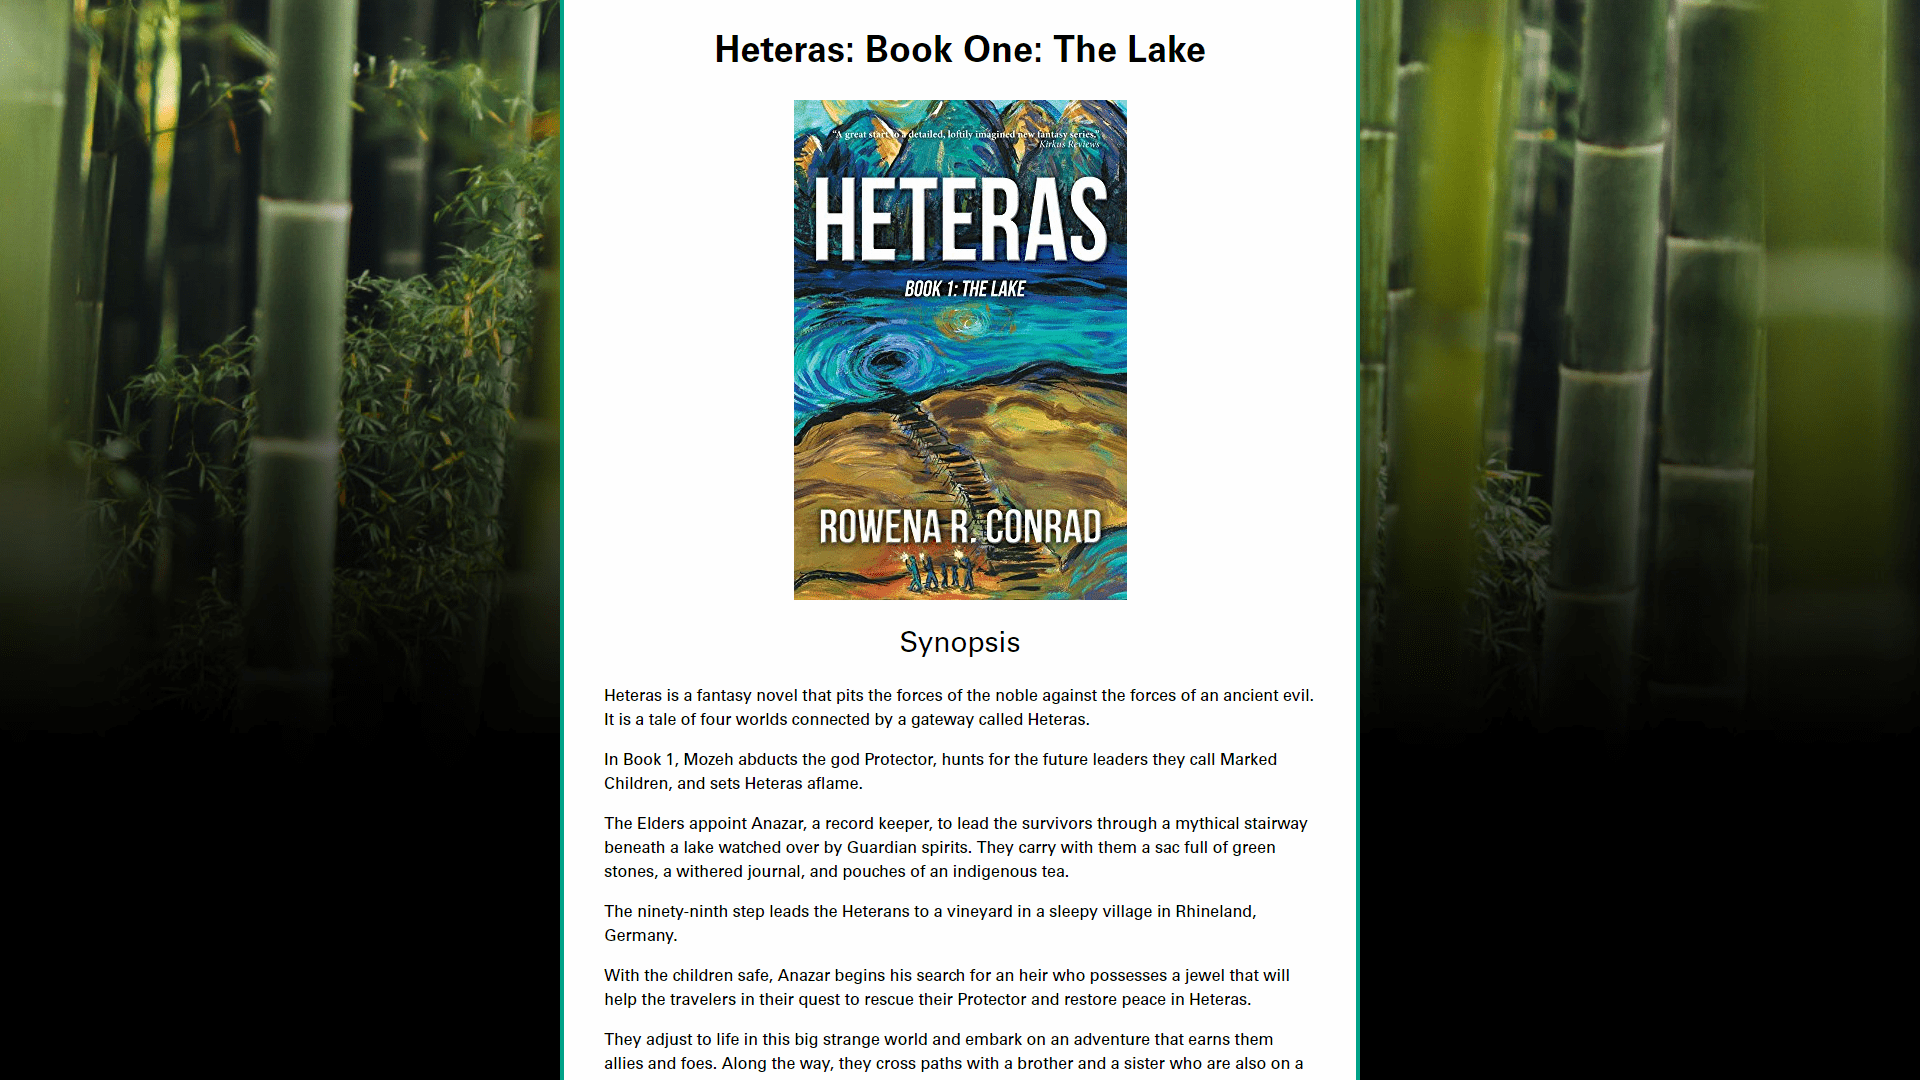 Heteras: Book One: The Lake
“A great start to a detailed, loftily imagined new fantasy series.”
Kirkus Reviews
HETERAS
BOOK 1: THE LAKE
ROWENA R. CONRAD
Synopsis
Heteras is a fantasy novel that pits the forces of the noble against the forces of an ancient evil.
It is a tale of four worlds connected by a gateway called Heteras.
In Book 1, Mozeh abducts the god Protector, hunts for the future leaders they call Marked
Children, and sets Heteras aflame.
The Elders appoint Anazar, a record keeper, to lead the survivors through a mythical stairway
beneath a lake watched over by Guardian spirits. They carry with them a sac full of green
stones, a withered journal, and pouches of an indigenous tea.
The ninety-ninth step leads the Heterans to a vineyard in a sleepy village in Rhineland,
Germany.
With the children safe, Anazar begins his search for an heir who possesses a jewel that will
help the travelers in their quest to rescue their Protector and restore peace in Heteras.
They adjust to life in this big strange world and embark on an adventure that earns them
allies and foes. Along the way, they cross paths with a brother and a sister who are also on a